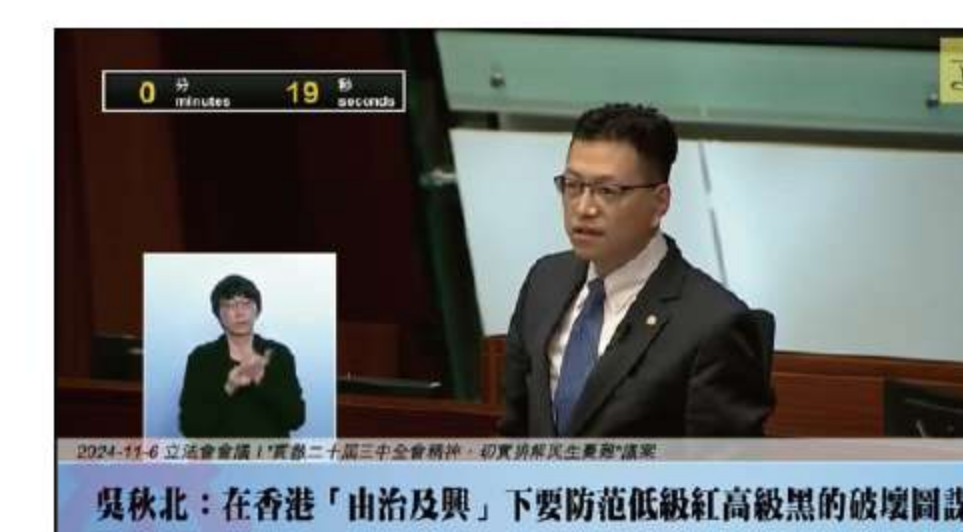 0 分 minutes 19 秒 seconds
2024-11-6 立法會會議 | "貫徹二十屆三中全會精神,切實排解民生憂難"議案
吳秋北:在香港「由治及興」下要防范低級紅高級黑的破壞圖謀